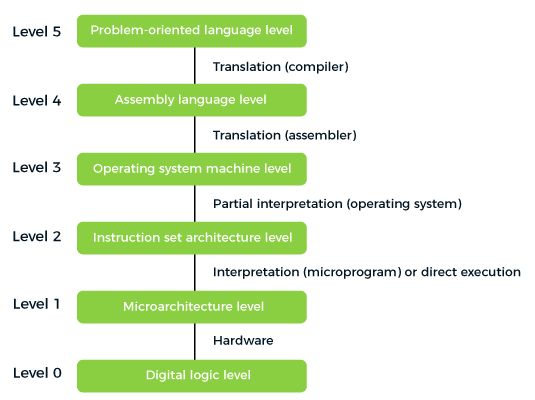 Level 5
Problem-oriented language level
Translation (compiler)
Level 4
Assembly language level
Translation (assembler)
Level 3
Operating system machine level
Partial interpretation (operating system)
Level 2
Instruction set architecture level
Interpretation (microprogram) or direct execution
Level 1
Microarchitecture level
Hardware
Level 0
Digital logic level